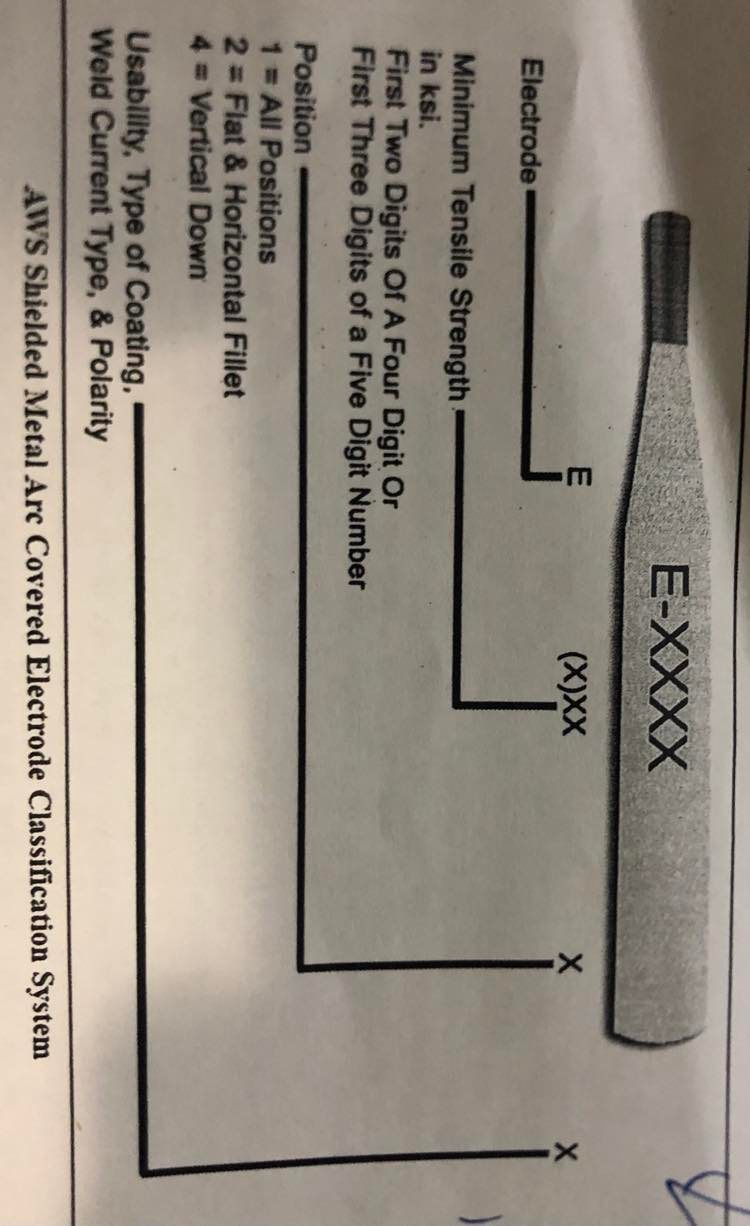 E-XXXX
E (X)XX X X
Electrode
Minimum Tensile Strength
in ksi.
First Two Digits Of A Four Digit Or
First Three Digits of a Five Digit Number
Position
1 = All Positions
2 = Flat & Horizontal Fillet
4 = Vertical Down
Usability, Type of Coating,
Weld Current Type, & Polarity
AWS Shielded Metal Arc Covered Electrode Classification System